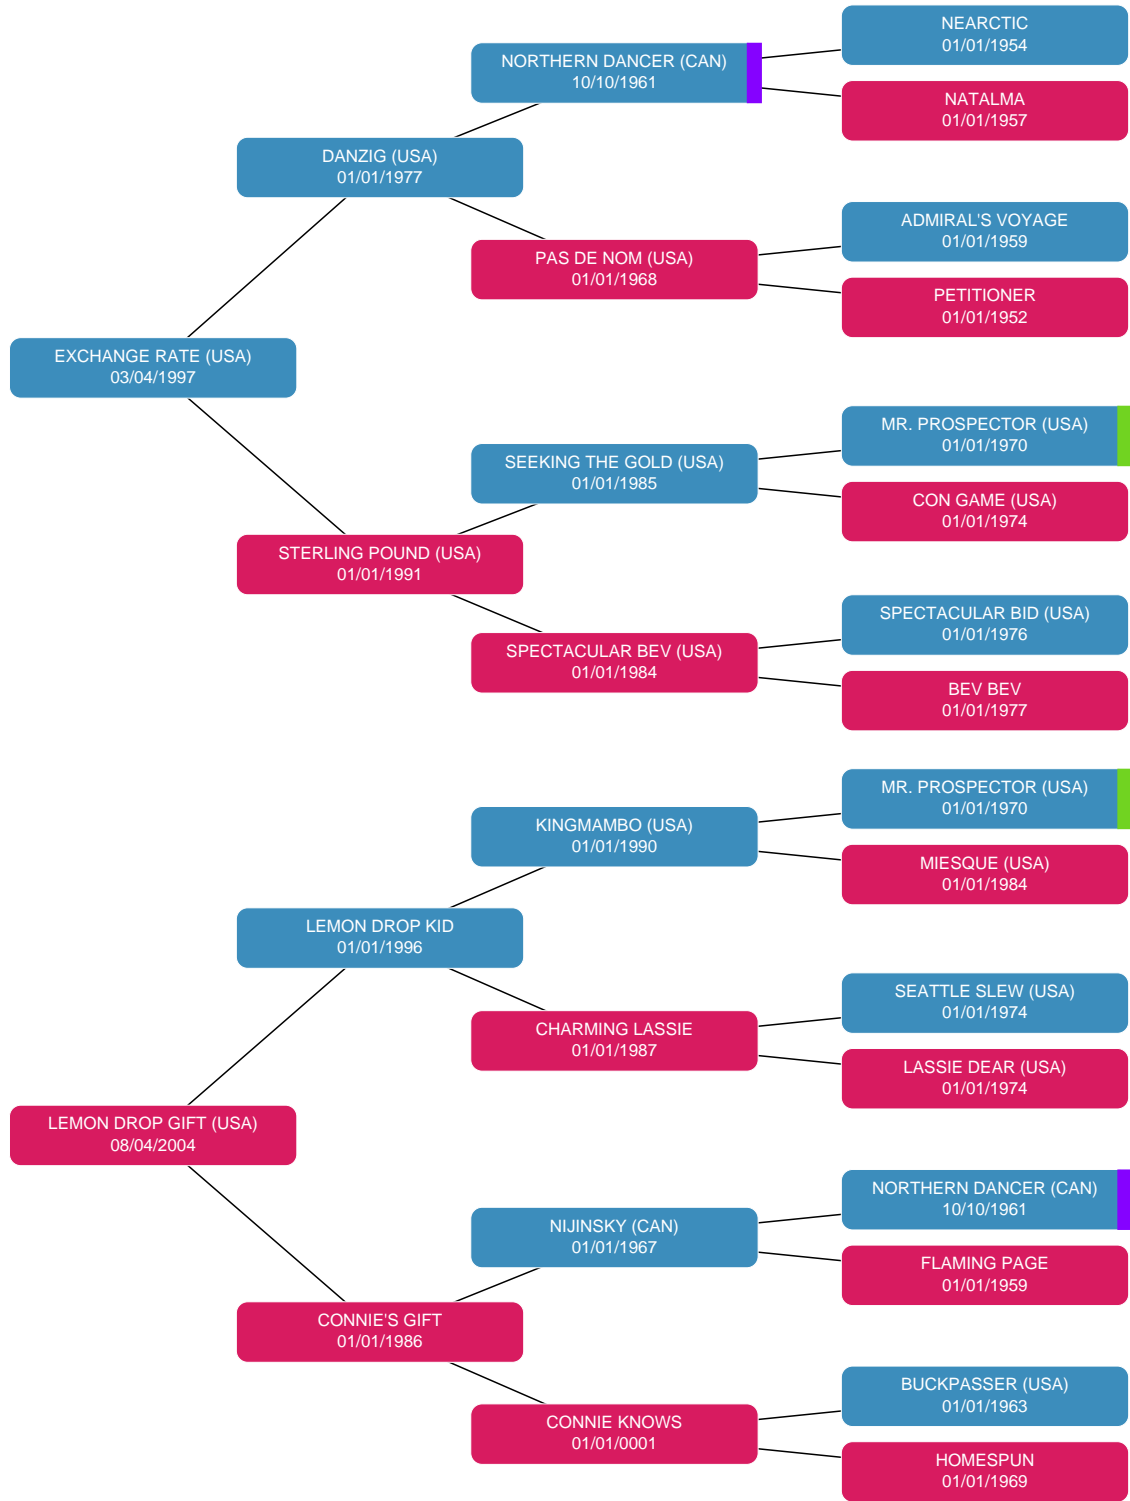 NEARCTIC
01/01/1954
NORTHERN DANCER (CAN)
10/10/1961
NATALMA
01/01/1957
DANZIG (USA)
01/01/1977
ADMIRAL'S VOYAGE
01/01/1959
PAS DE NOM (USA)
01/01/1968
PETITIONER
01/01/1952
EXCHANGE RATE (USA)
03/04/1997
MR. PROSPECTOR (USA)
01/01/1970
SEEKING THE GOLD (USA)
01/01/1985
CON GAME (USA)
01/01/1974
STERLING POUND (USA)
01/01/1991
SPECTACULAR BID (USA)
01/01/1976
SPECTACULAR BEV (USA)
01/01/1984
BEV BEV
01/01/1977
MR. PROSPECTOR (USA)
01/01/1970
KINGMAMBO (USA)
01/01/1990
MIESQUE (USA)
01/01/1984
LEMON DROP KID
01/01/1996
SEATTLE SLEW (USA)
01/01/1974
CHARMING LASSIE
01/01/1987
LASSIE DEAR (USA)
01/01/1974
LEMON DROP GIFT (USA)
08/04/2004
NORTHERN DANCER (CAN)
10/10/1961
NIJINSKY (CAN)
01/01/1967
FLAMING PAGE
01/01/1959
CONNIE'S GIFT
01/01/1986
BUCKPASSER (USA)
01/01/1963
CONNIE KNOWS
01/01/0001
HOMESPUN
01/01/1969